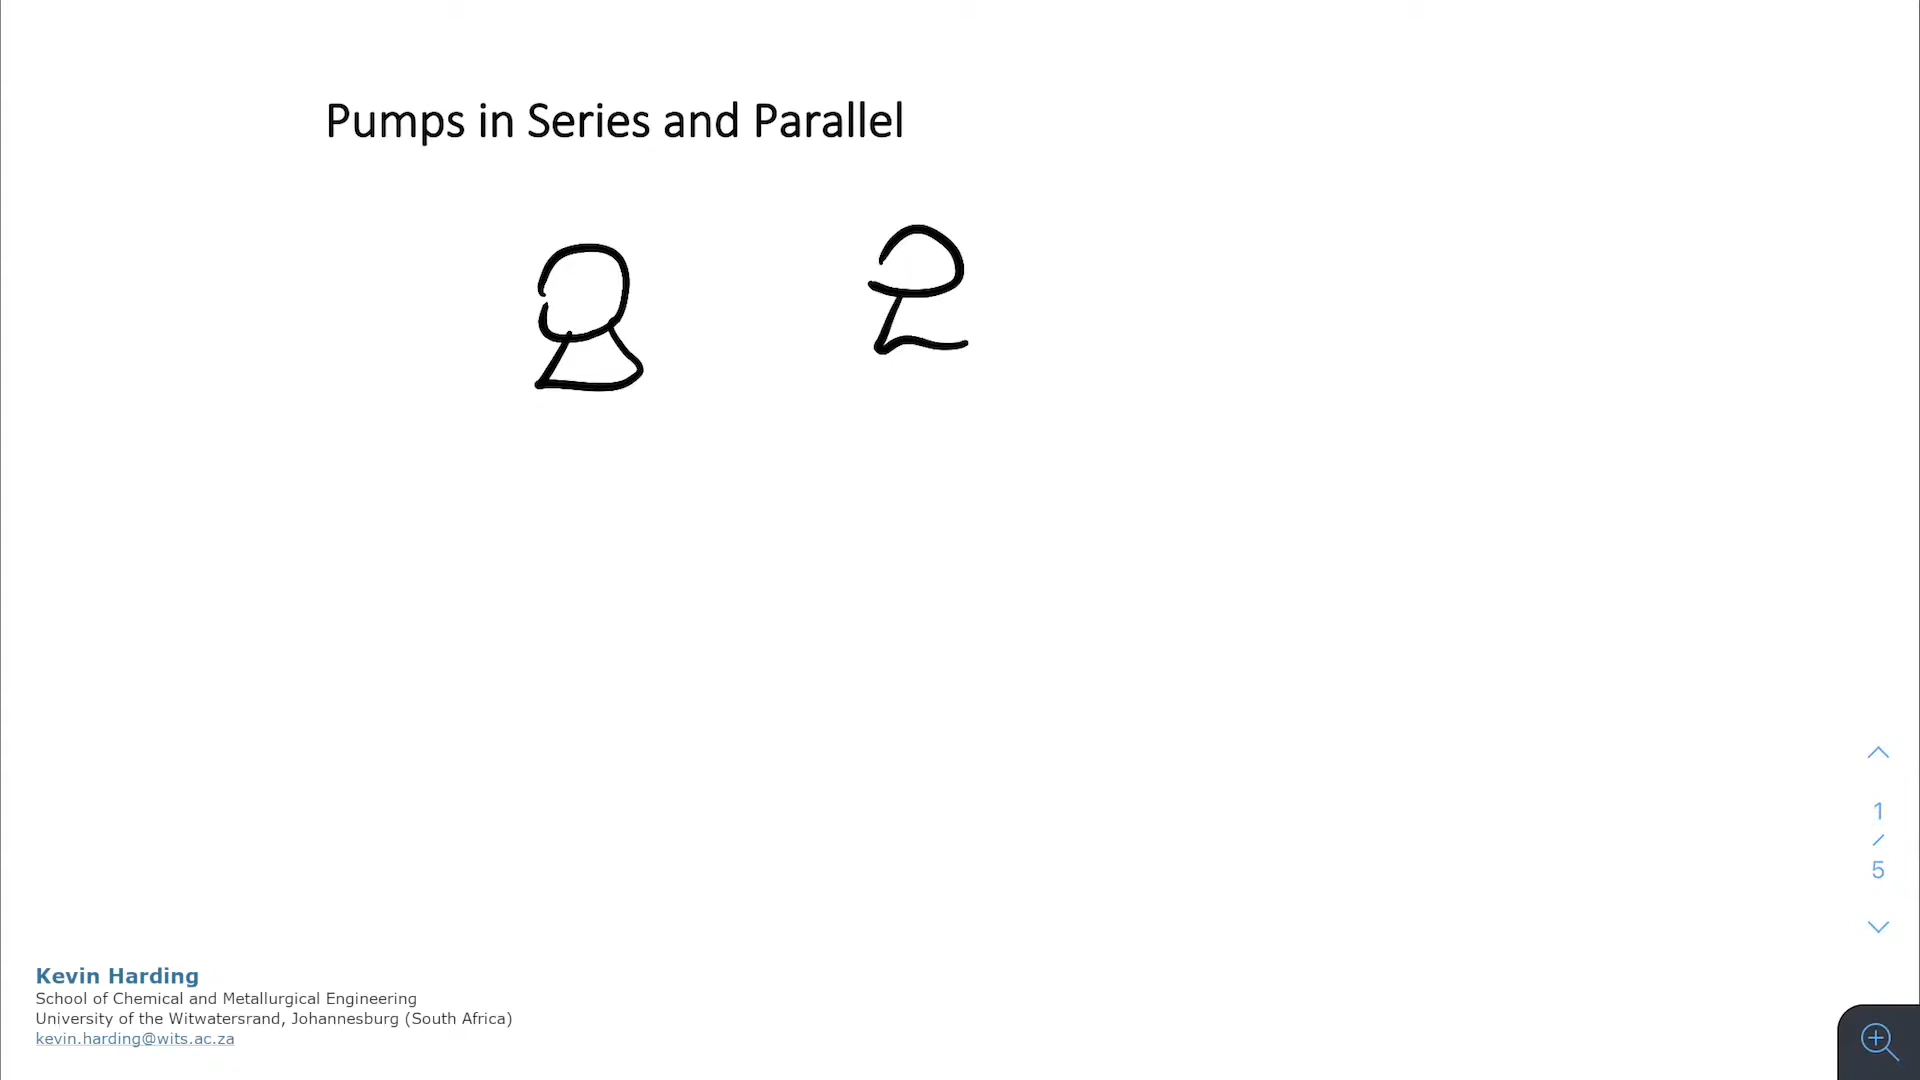 Pumps in Series and Parallel
1
/
5
Kevin Harding
School of Chemical and Metallurgical Engineering
University of the Witwatersrand, Johannesburg (South Africa)
kevin.harding@wits.ac.za